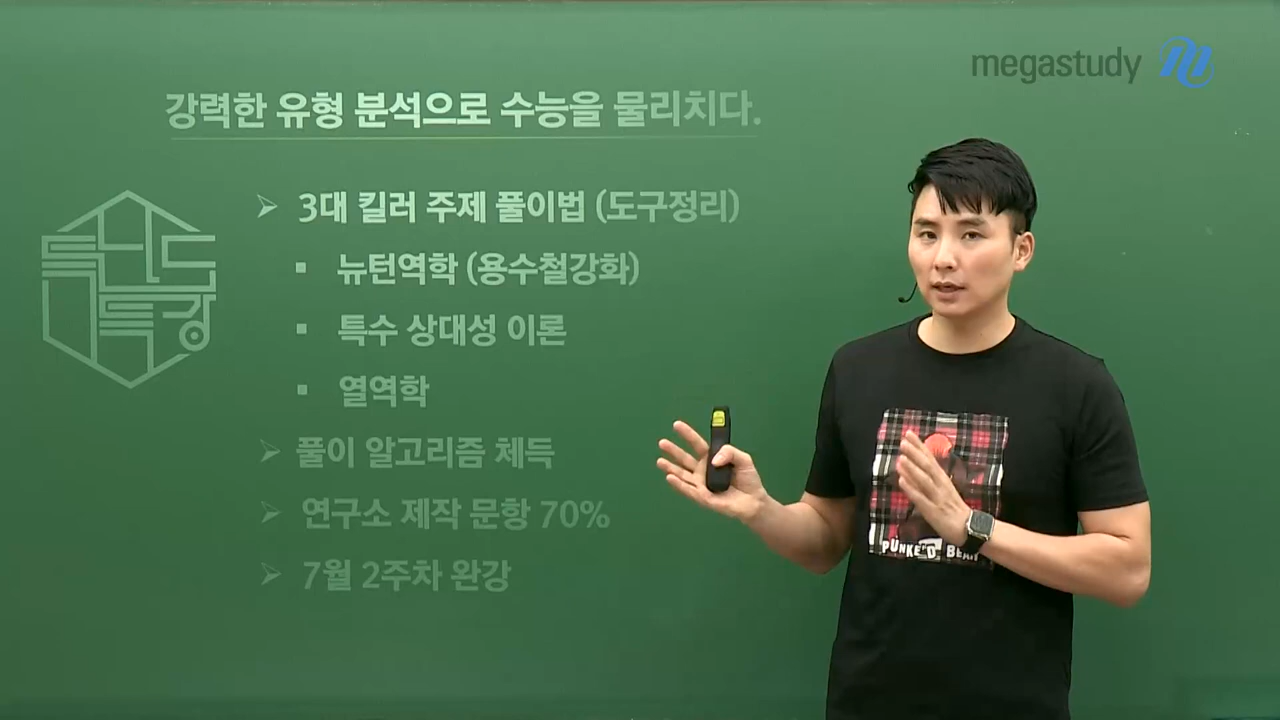 megastudy
강력한 유형 분석으로 수능을 물리치다.
특난도
특강
➢ 3대 킬러 주제 풀이법 (도구정리)
▪ 뉴턴역학 (용수철강화)
▪ 특수 상대성 이론
▪ 열역학
➢ 풀이 알고리즘 체득
➢ 연구소 제작 문항 70%
➢ 7월 2주차 완강
PUNKE'D BEAR